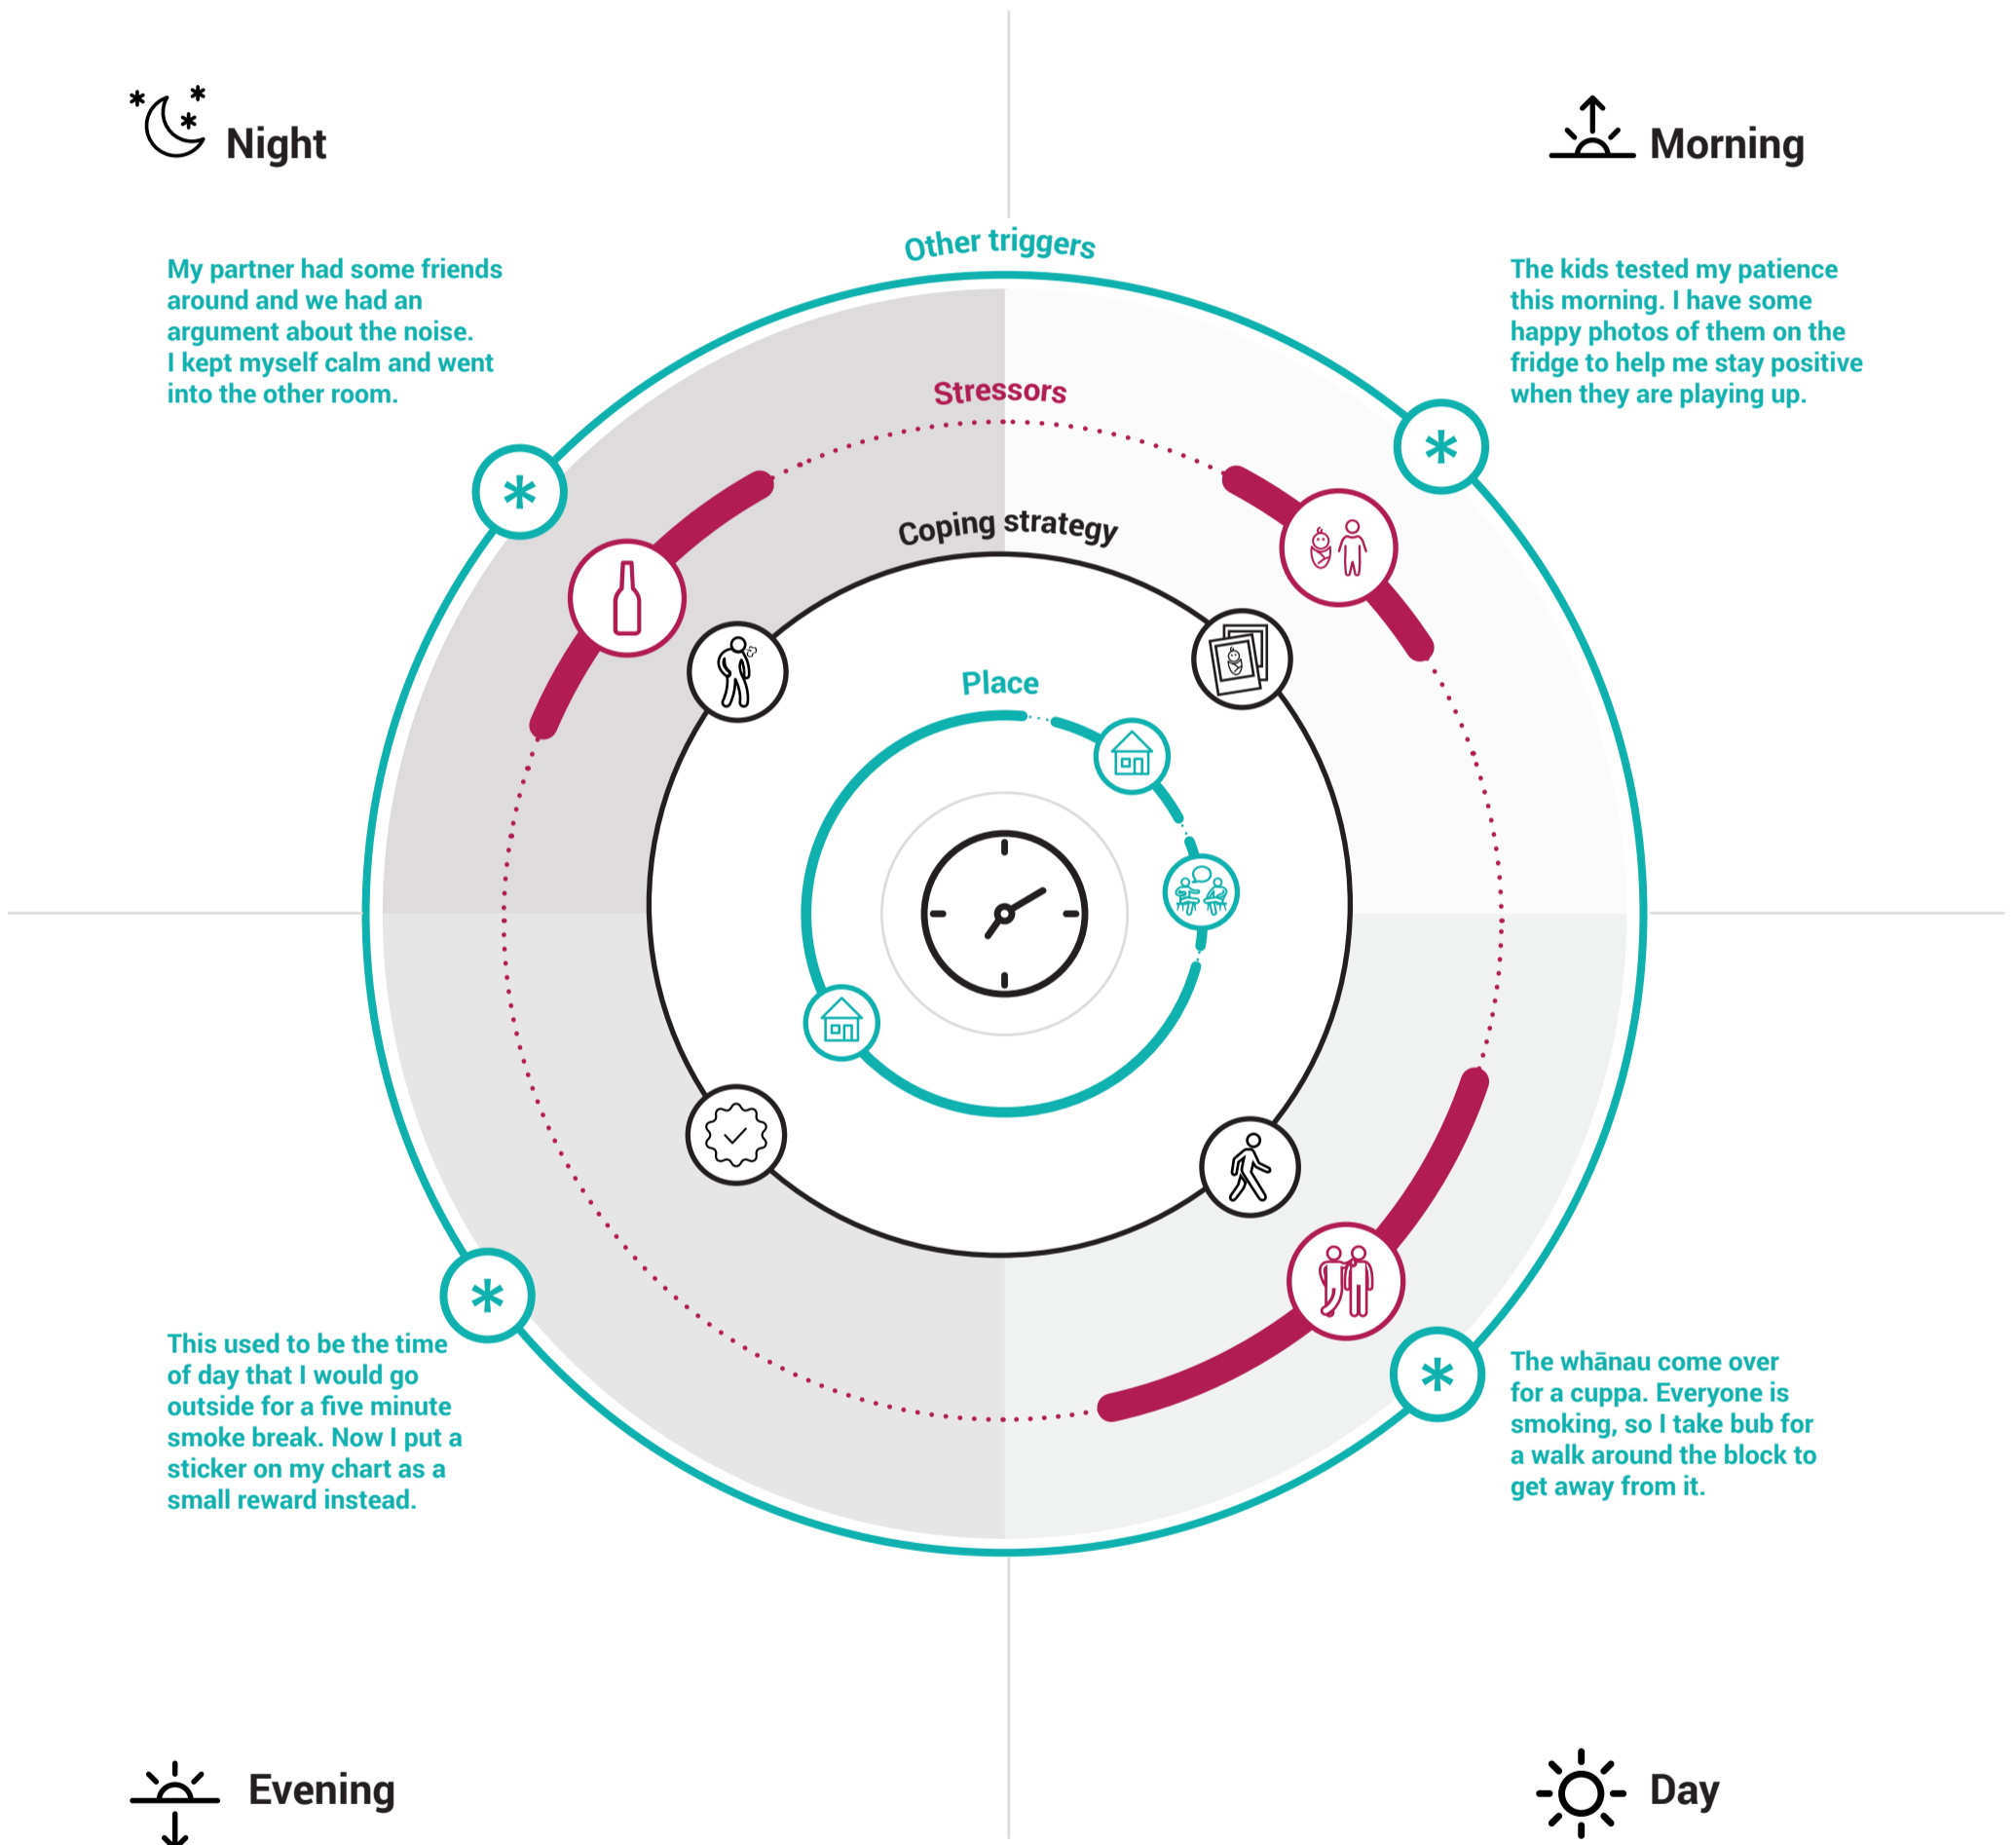 Night
Morning
My partner had some friends
around and we had an
argument about the noise.
I kept myself calm and went
into the other room.
The kids tested my patience
this morning. I have some
happy photos of them on the
fridge to help me stay positive
when they are playing up.
Other triggers
Stressors
Coping strategy
Place
This used to be the time
of day that I would go
outside for a five minute
smoke break. Now I put a
sticker on my chart as a
small reward instead.
The whānau come over
for a cuppa. Everyone is
smoking, so I take bub for
a walk around the block to
get away from it.
Evening
Day